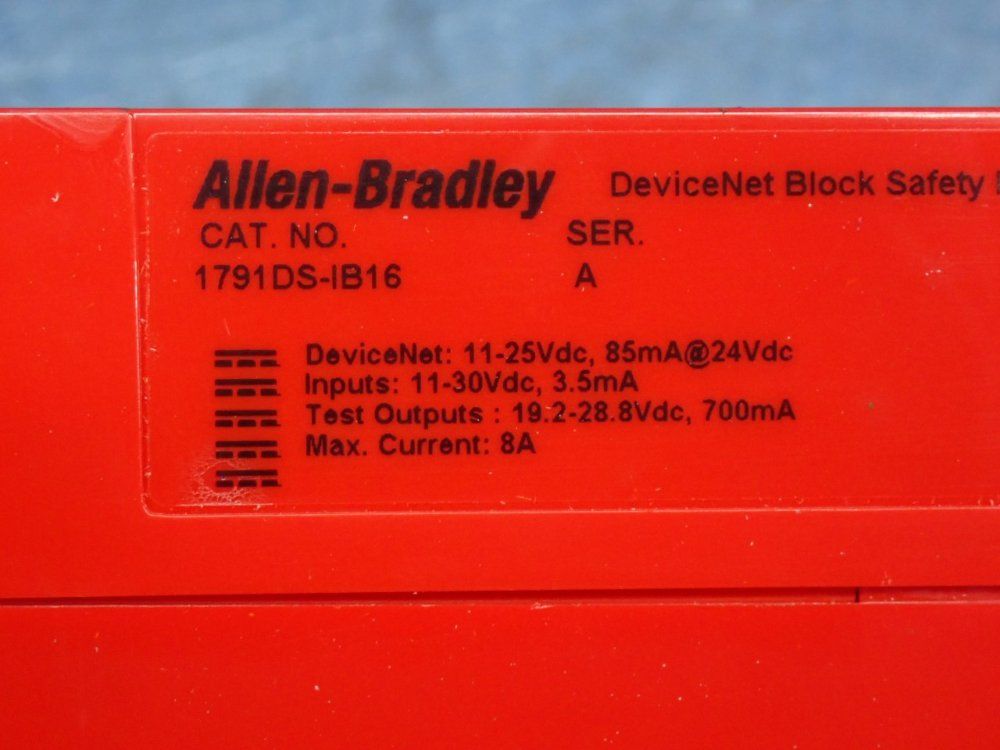 Allen-Bradley DeviceNet Block Safety
CAT. NO. SER.
1791DS-IB16 A
DeviceNet: 11-25Vdc, 85mA@24Vdc
Inputs: 11-30Vdc, 3.5mA
Test Outputs : 19.2-28.8Vdc, 700mA
Max. Current: 8A